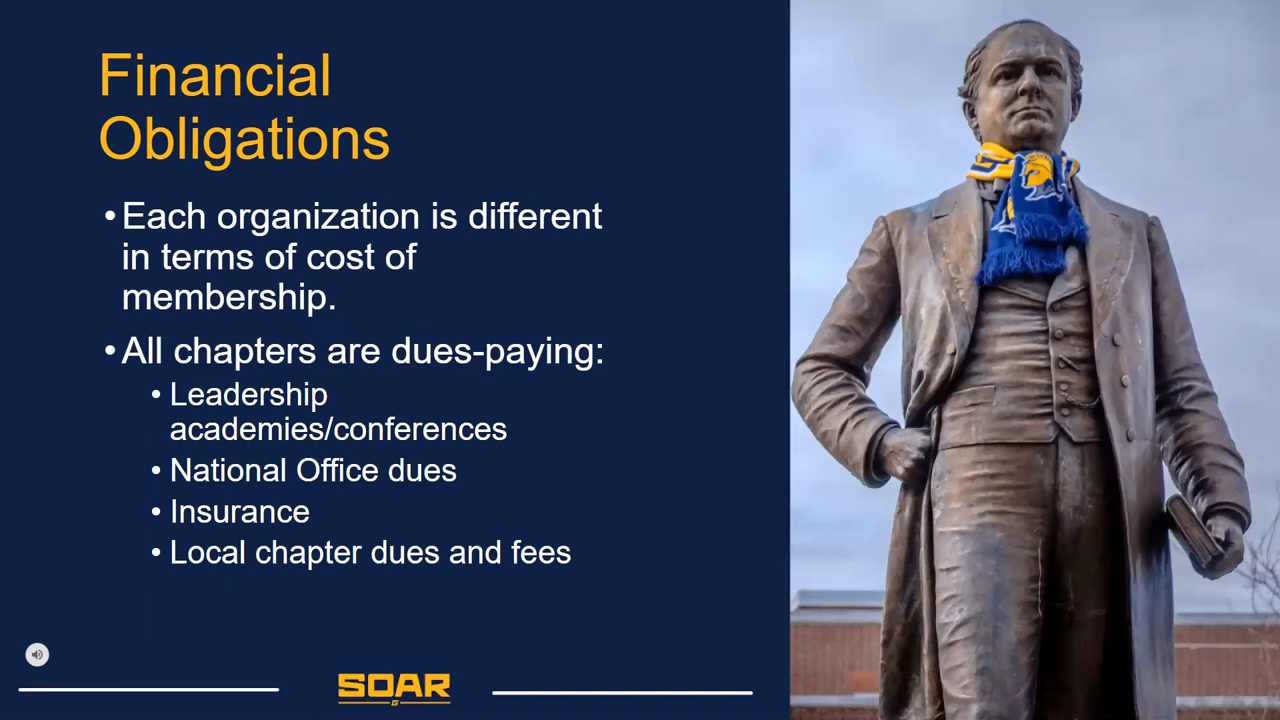 Financial
Obligations
• Each organization is different
in terms of cost of
membership.
• All chapters are dues-paying:
• Leadership
academies/conferences
• National Office dues
• Insurance
• Local chapter dues and fees
SOAR
G